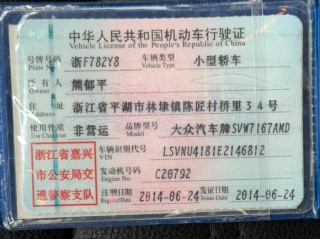 中华人民共和国机动车行驶证
Vehicle License of the People's Republic of China
号牌号码 浙F782Y8 车辆类型 小型轿车
Plate No. Vehicle Type
所有人 熊郁平
Owner
住址 浙江省平湖市林埭镇陈匠村桥里34号
Address
使用性质 非营运 品牌型号 大众汽车牌SVW7167AMD
Use Character Model
浙江省嘉兴市公安局交通警察支队
车辆识别代号 LSVNU4181E2146812
VIN
发动机号码 C20792
Engine No.
注册日期 2014-06-24 发证日期 2014-06-24
Register Date Issue Date